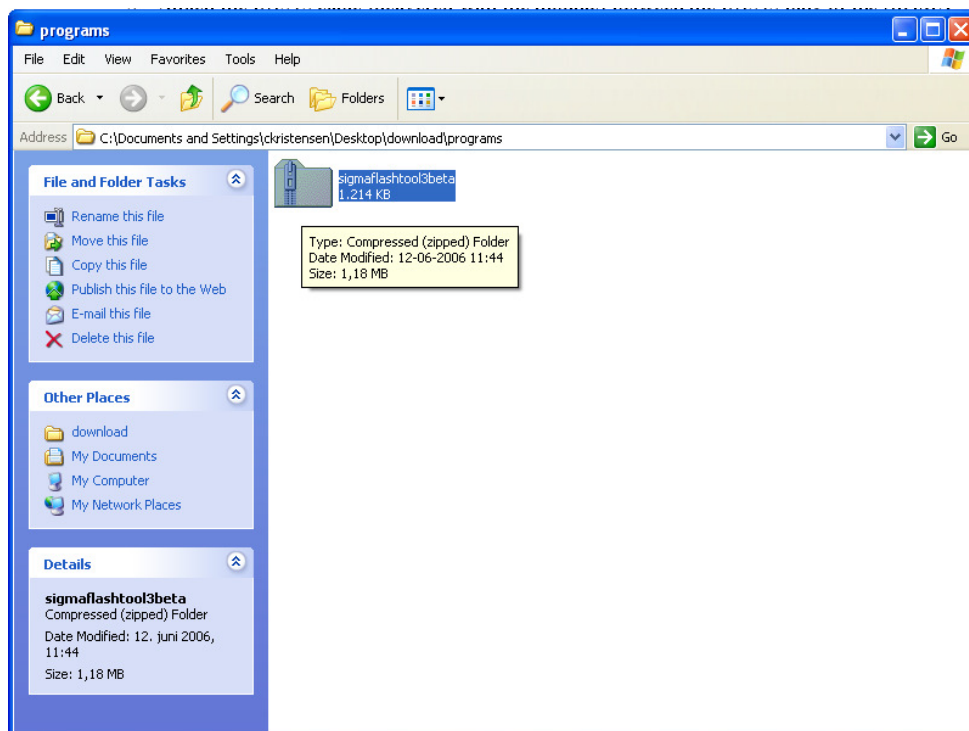 programs
File Edit View Favorites Tools Help
Back Search Folders
Address C:\Documents and Settings\ckristensen\Desktop\download\programs Go
File and Folder Tasks
Rename this file
Move this file
Copy this file
Publish this file to the Web
E-mail this file
Delete this file
Other Places
download
My Documents
My Computer
My Network Places
Details
sigmaflashtool3beta
Compressed (zipped) Folder
Date Modified: 12. juni 2006,
11:44
Size: 1,18 MB
sigmaflashtool3beta
1.214 KB
Type: Compressed (zipped) Folder
Date Modified: 12-06-2006 11:44
Size: 1,18 MB